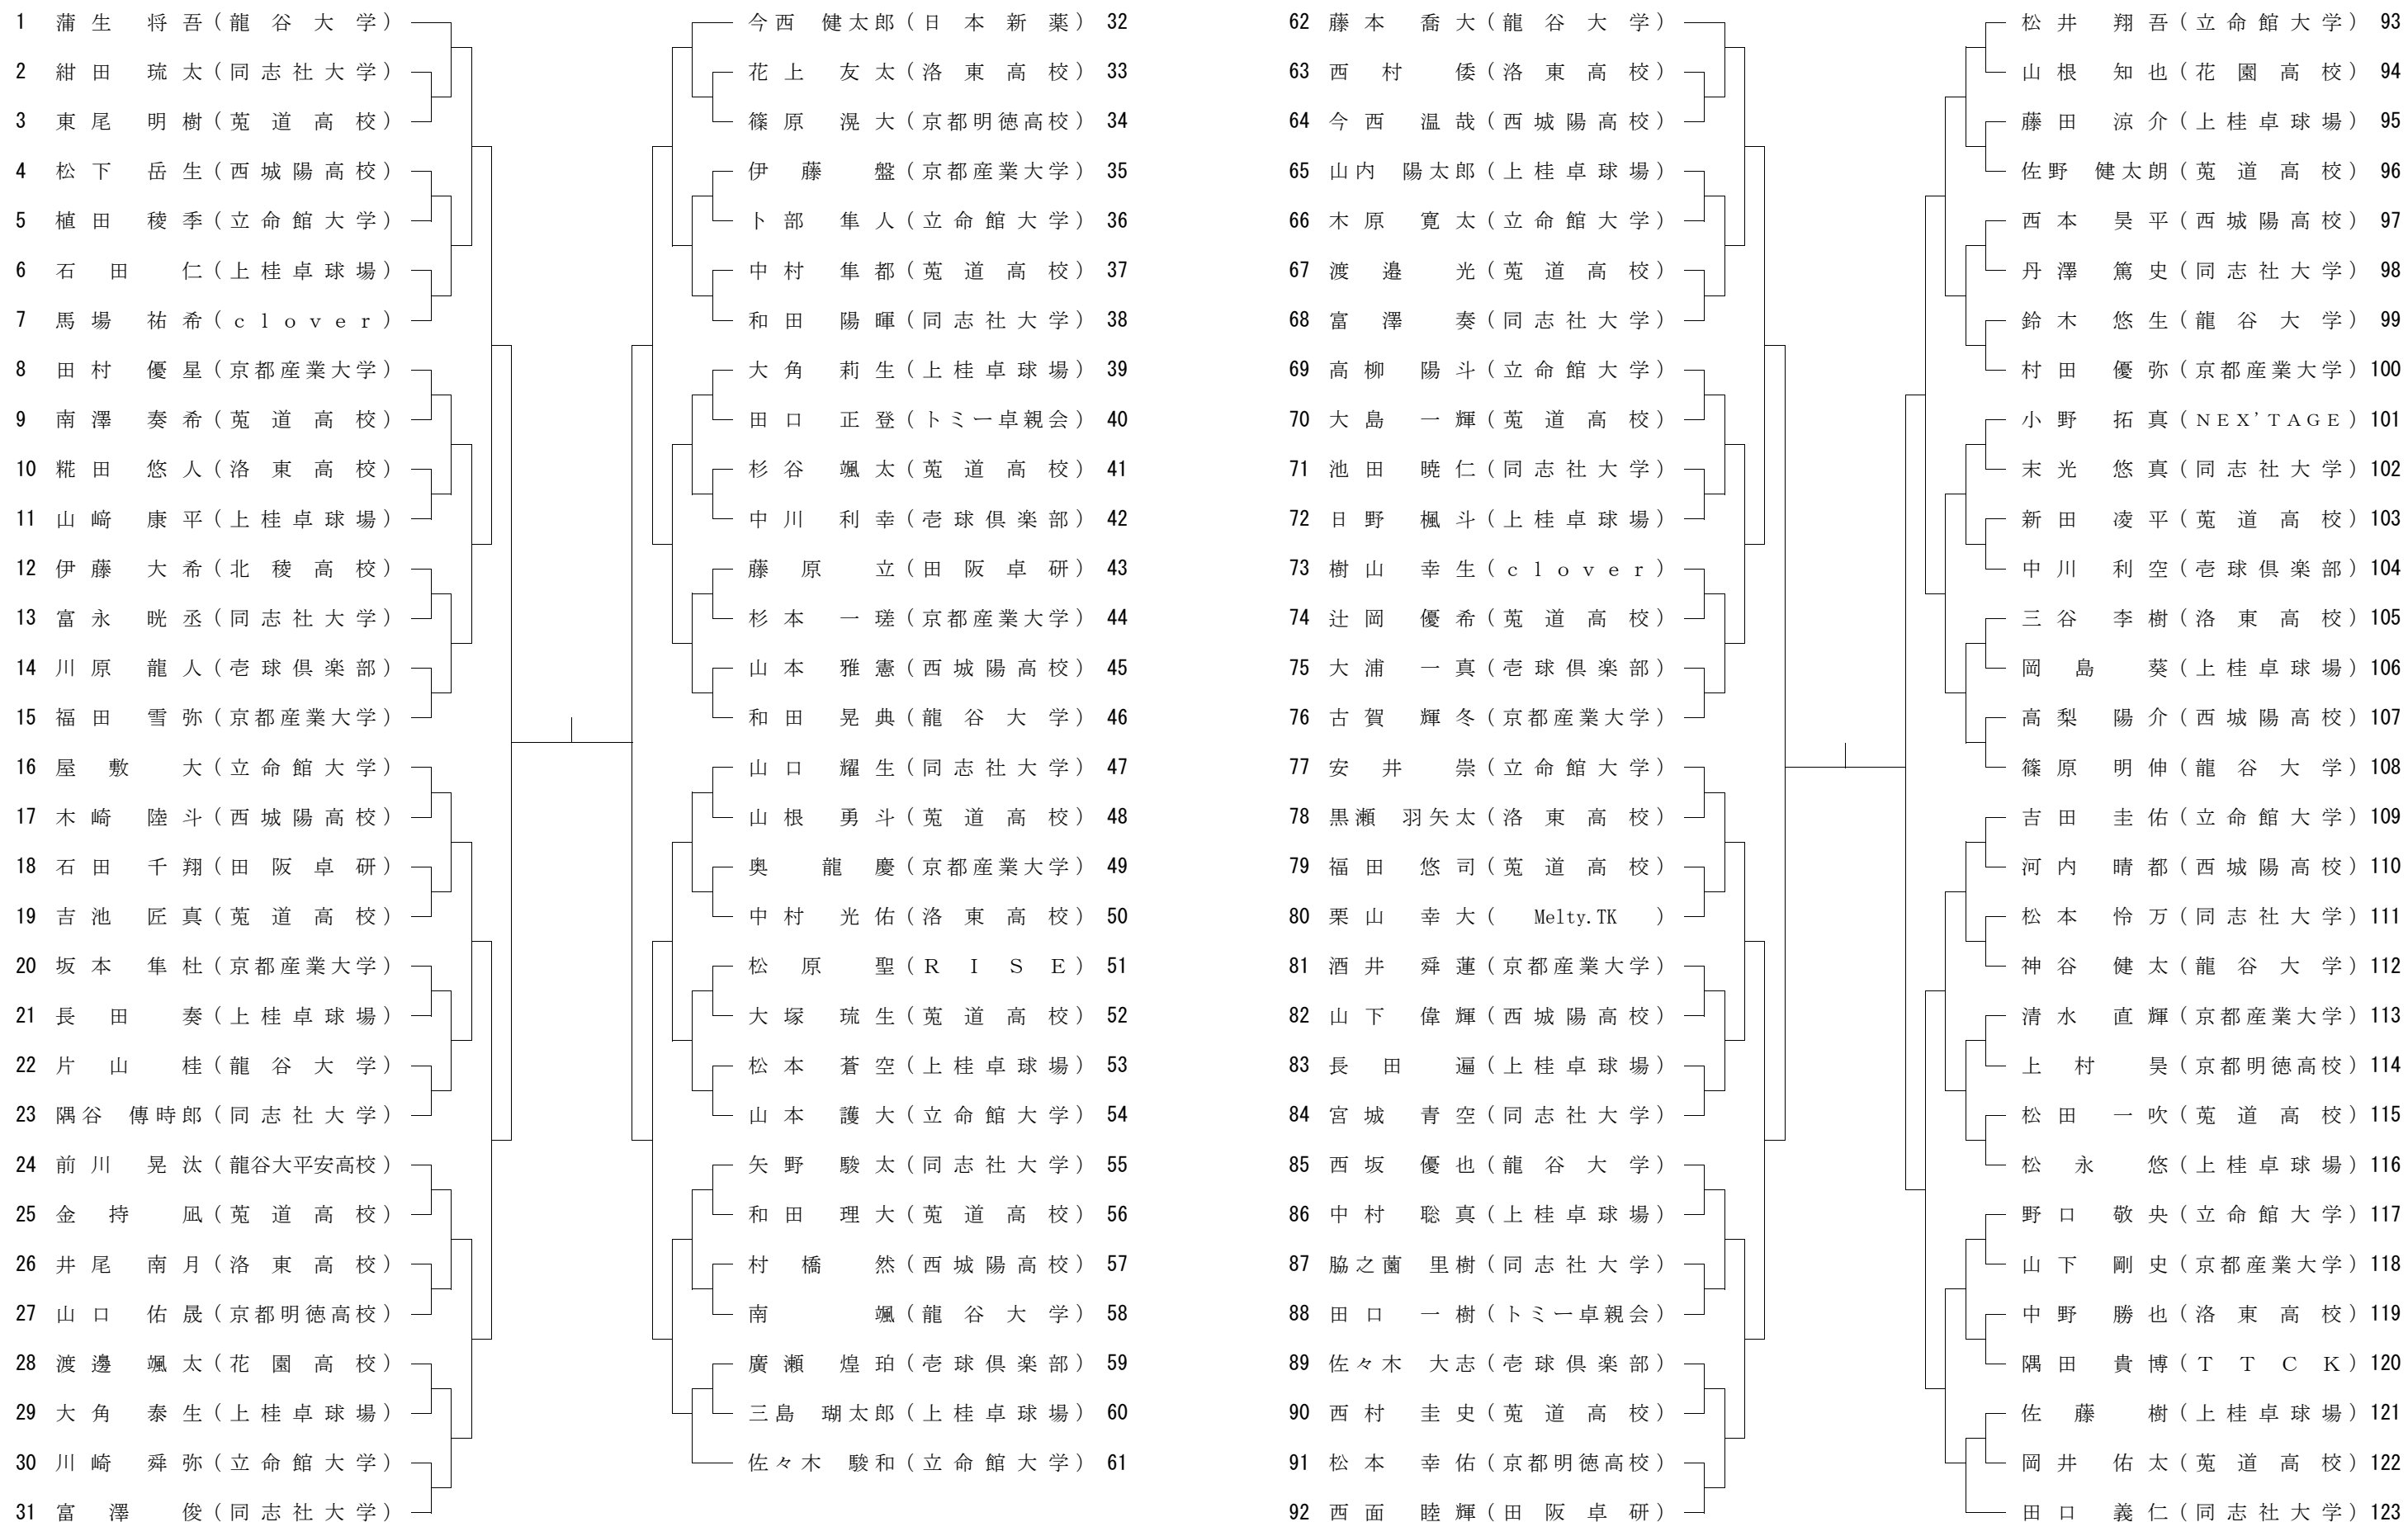 1 蒲生 将吾(龍谷大学)
2 紺田 琉太(同志社大学)
3 東尾 明樹(莵道高校)
4 松下 岳生(西城陽高校)
5 植田 稜季(立命館大学)
6 石田 仁(上桂卓球場)
7 馬場 祐希(clover)
8 田村 優星(京都産業大学)
9 南澤 奏希(莵道高校)
10 糀田 悠人(洛東高校)
11 山﨑 康平(上桂卓球場)
12 伊藤 大希(北稜高校)
13 富永 晄丞(同志社大学)
14 川原 龍人(壱球倶楽部)
15 福田 雪弥(京都産業大学)
16 屋敷 大(立命館大学)
17 木崎 陸斗(西城陽高校)
18 石田 千翔(田阪卓研)
19 吉池 匠真(莵道高校)
20 坂本 隼杜(京都産業大学)
21 長田 奏(上桂卓球場)
22 片山 桂(龍谷大学)
23 隅谷 傳時郎(同志社大学)
24 前川 晃汰(龍谷大平安高校)
25 金持 凪(莵道高校)
26 井尾 南月(洛東高校)
27 山口 佑晟(京都明徳高校)
28 渡邊 颯太(花園高校)
29 大角 泰生(上桂卓球場)
30 川崎 舜弥(立命館大学)
31 富澤 俊(同志社大学)
今西 健太郎(日本新薬) 32
花上 友太(洛東高校) 33
篠原 滉大(京都明徳高校) 34
伊藤 盤(京都産業大学) 35
卜部 隼人(立命館大学) 36
中村 隼都(莵道高校) 37
和田 陽暉(同志社大学) 38
大角 莉生(上桂卓球場) 39
田口 正登(トミー卓親会) 40
杉谷 颯太(莵道高校) 41
中川 利幸(壱球倶楽部) 42
藤原 立(田阪卓研) 43
杉本 一瑳(京都産業大学) 44
山本 雅憲(西城陽高校) 45
和田 晃典(龍谷大学) 46
山口 耀生(同志社大学) 47
山根 勇斗(莵道高校) 48
奥 龍慶(京都産業大学) 49
中村 光佑(洛東高校) 50
松原 聖(RISE) 51
大塚 琉生(莵道高校) 52
松本 蒼空(上桂卓球場) 53
山本 護大(立命館大学) 54
矢野 駿太(同志社大学) 55
和田 理大(莵道高校) 56
村橋 然(西城陽高校) 57
南 颯(龍谷大学) 58
廣瀬 煌珀(壱球倶楽部) 59
三島 瑚太郎(上桂卓球場) 60
佐々木 駿和(立命館大学) 61
62 藤本 喬大(龍谷大学)
63 西村 倭(洛東高校)
64 今西 温哉(西城陽高校)
65 山内 陽太郎(上桂卓球場)
66 木原 寛太(立命館大学)
67 渡邉 光(莵道高校)
68 富澤 奏(同志社大学)
69 高柳 陽斗(立命館大学)
70 大島 一輝(莵道高校)
71 池田 暁仁(同志社大学)
72 日野 楓斗(上桂卓球場)
73 樹山 幸生(clover)
74 辻岡 優希(莵道高校)
75 大浦 一真(壱球倶楽部)
76 古賀 輝冬(京都産業大学)
77 安井 崇(立命館大学)
78 黒瀬 羽矢太(洛東高校)
79 福田 悠司(莵道高校)
80 栗山 幸大(Melty.TK)
81 酒井 舜蓮(京都産業大学)
82 山下 偉輝(西城陽高校)
83 長田 遍(上桂卓球場)
84 宮城 青空(同志社大学)
85 西坂 優也(龍谷大学)
86 中村 聡真(上桂卓球場)
87 脇之薗 里樹(同志社大学)
88 田口 一樹(トミー卓親会)
89 佐々木 大志(壱球倶楽部)
90 西村 圭史(莵道高校)
91 松本 幸佑(京都明徳高校)
92 西面 睦輝(田阪卓研)
松井 翔吾(立命館大学) 93
山根 知也(花園高校) 94
藤田 涼介(上桂卓球場) 95
佐野 健太朗(莵道高校) 96
西本 昊平(西城陽高校) 97
丹澤 篤史(同志社大学) 98
鈴木 悠生(龍谷大学) 99
村田 優弥(京都産業大学) 100
小野 拓真(NEX'TAGE) 101
末光 悠真(同志社大学) 102
新田 凌平(莵道高校) 103
中川 利空(壱球倶楽部) 104
三谷 李樹(洛東高校) 105
岡島 葵(上桂卓球場) 106
高梨 陽介(西城陽高校) 107
篠原 明伸(龍谷大学) 108
吉田 圭佑(立命館大学) 109
河内 晴都(西城陽高校) 110
松本 怜万(同志社大学) 111
神谷 健太(龍谷大学) 112
清水 直輝(京都産業大学) 113
上村 昊(京都明徳高校) 114
松田 一吹(莵道高校) 115
松永 悠(上桂卓球場) 116
野口 敬央(立命館大学) 117
山下 剛史(京都産業大学) 118
中野 勝也(洛東高校) 119
隅田 貴博(TTCK) 120
佐藤 樹(上桂卓球場) 121
岡井 佑太(莵道高校) 122
田口 義仁(同志社大学) 123